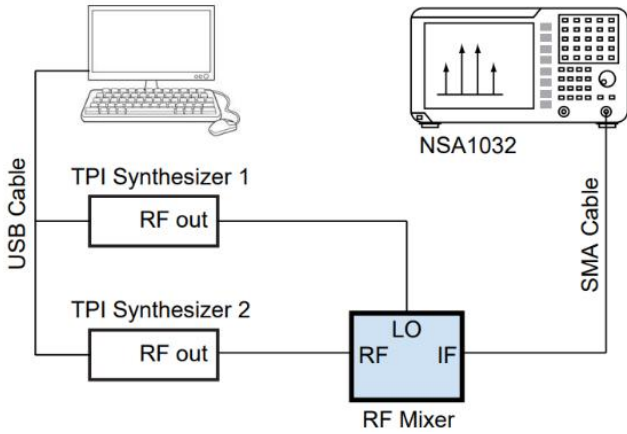 NSA1032
USB Cable
TPI Synthesizer 1
RF out
SMA Cable
TPI Synthesizer 2
RF out
LO
RF IF
RF Mixer